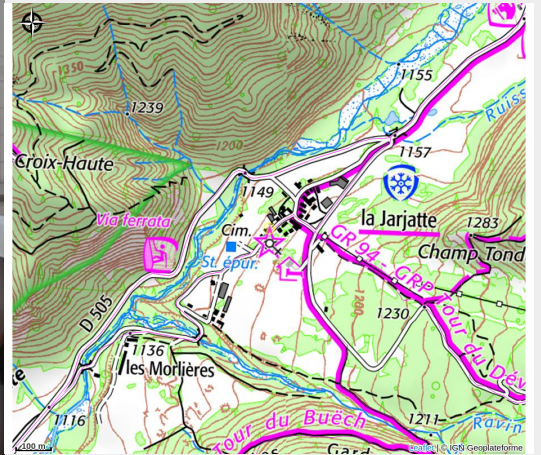 1350
1155
1239
Ruiss
Croix-Haute
1200
1157
1149
la Jarjatte
Via ferrata
Cim.
1283
St. épur.
Champ Tond
GR 94 - GRP Tour du Dév
D 505
1200
1230
1136
les Morlières
1116
1211
Tour du Buëch
Ravin
100 m
Leaflet | © IGN Geoplateforme